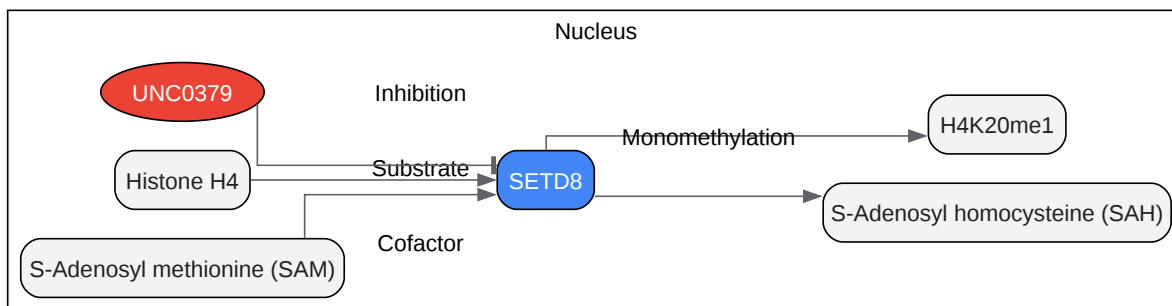 Nucleus
UNC0379
Inhibition
H4K20me1
Monomethylation
Substrate
Histone H4
SETD8
S-Adenosyl homocysteine (SAH)
Cofactor
S-Adenosyl methionine (SAM)